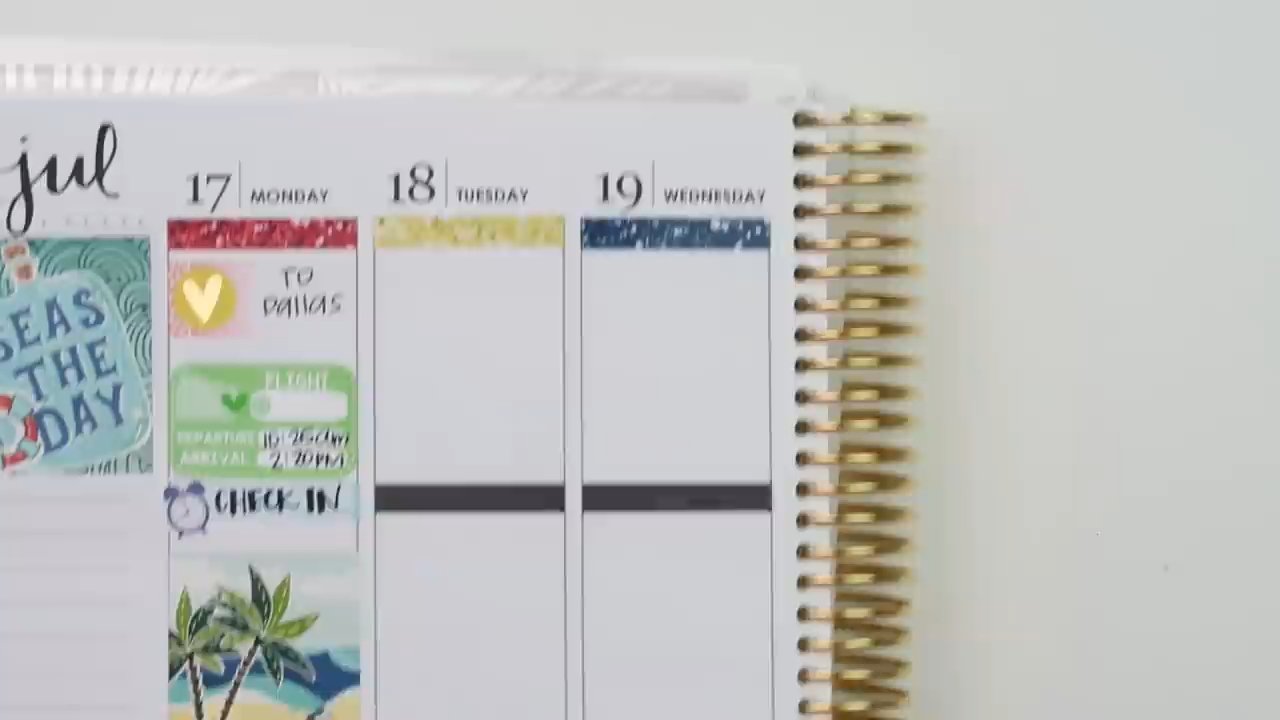 jul
17 MONDAY
18 TUESDAY
19 WEDNESDAY
SEAS
THE
DAY
TO
Dallas
FLIGHT
DEPARTURE 10:25am
ARRIVAL 2:20PM
CHECK IN